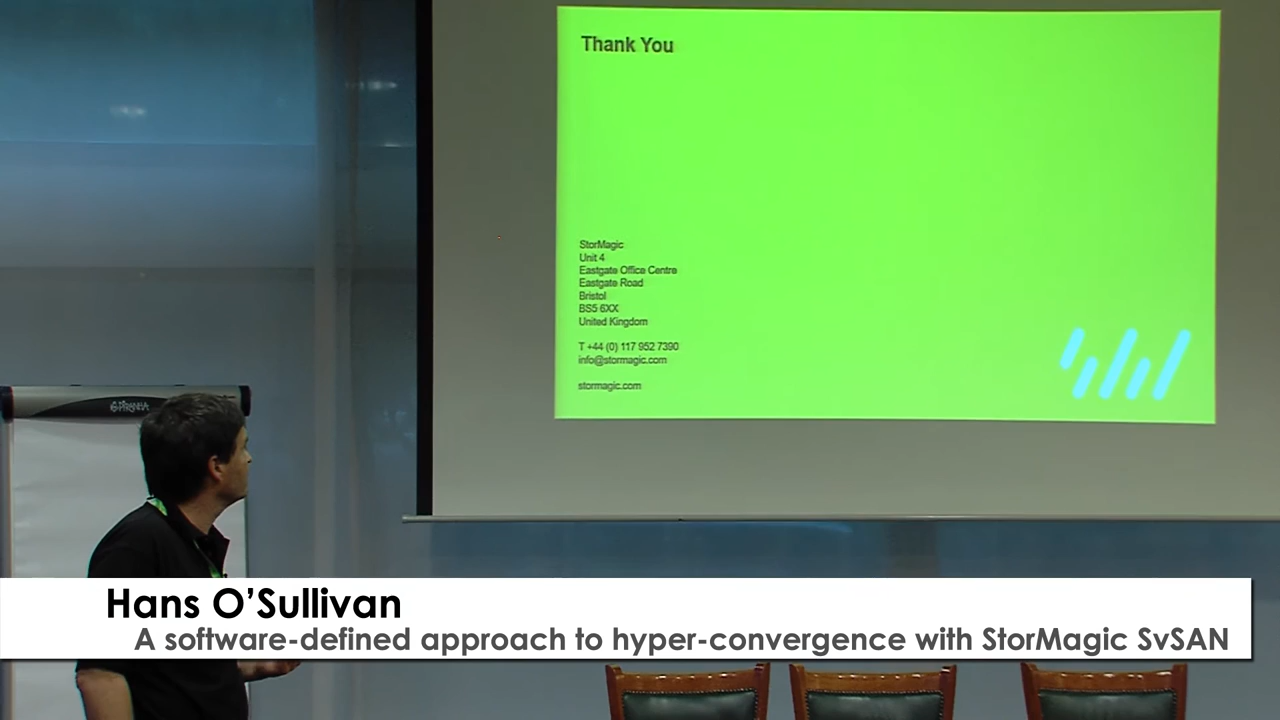 Thank You
StorMagic
Unit 4
Eastgate Office Centre
Eastgate Road
Bristol
BS5 6XX
United Kingdom
T +44 (0) 117 952 7390
info@stormagic.com
stormagic.com
Hans O’Sullivan
A software-defined approach to hyper-convergence with StorMagic SvSAN